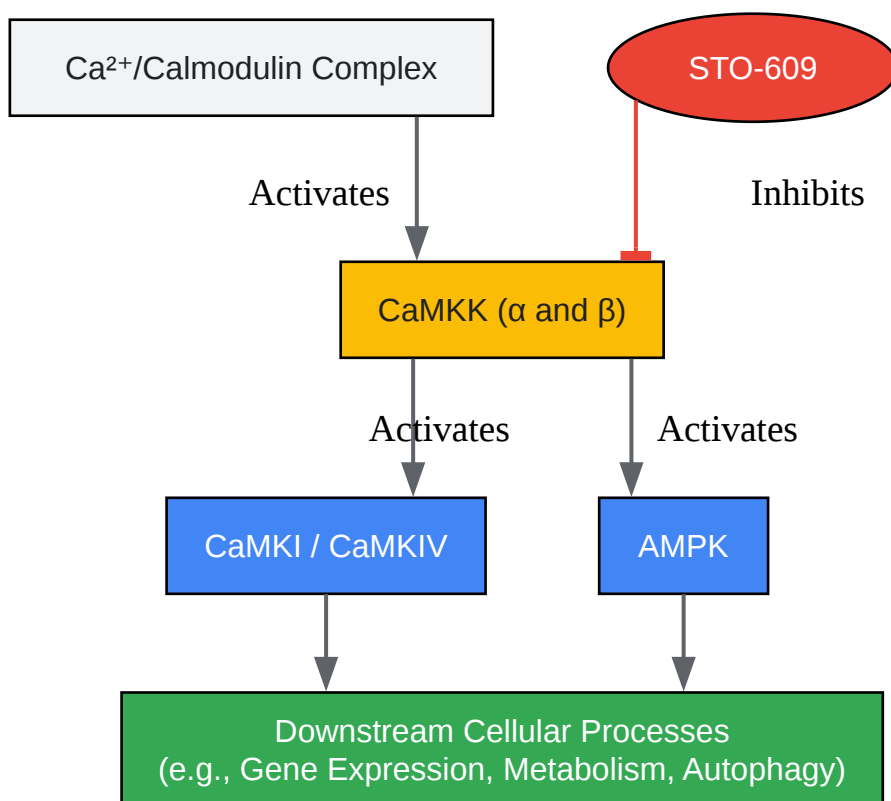 Ca²⁺/Calmodulin Complex
STO-609
Activates
Inhibits
CaMKK (α and β)
Activates
Activates
CaMKI / CaMKIV
AMPK
Downstream Cellular Processes
(e.g., Gene Expression, Metabolism, Autophagy)